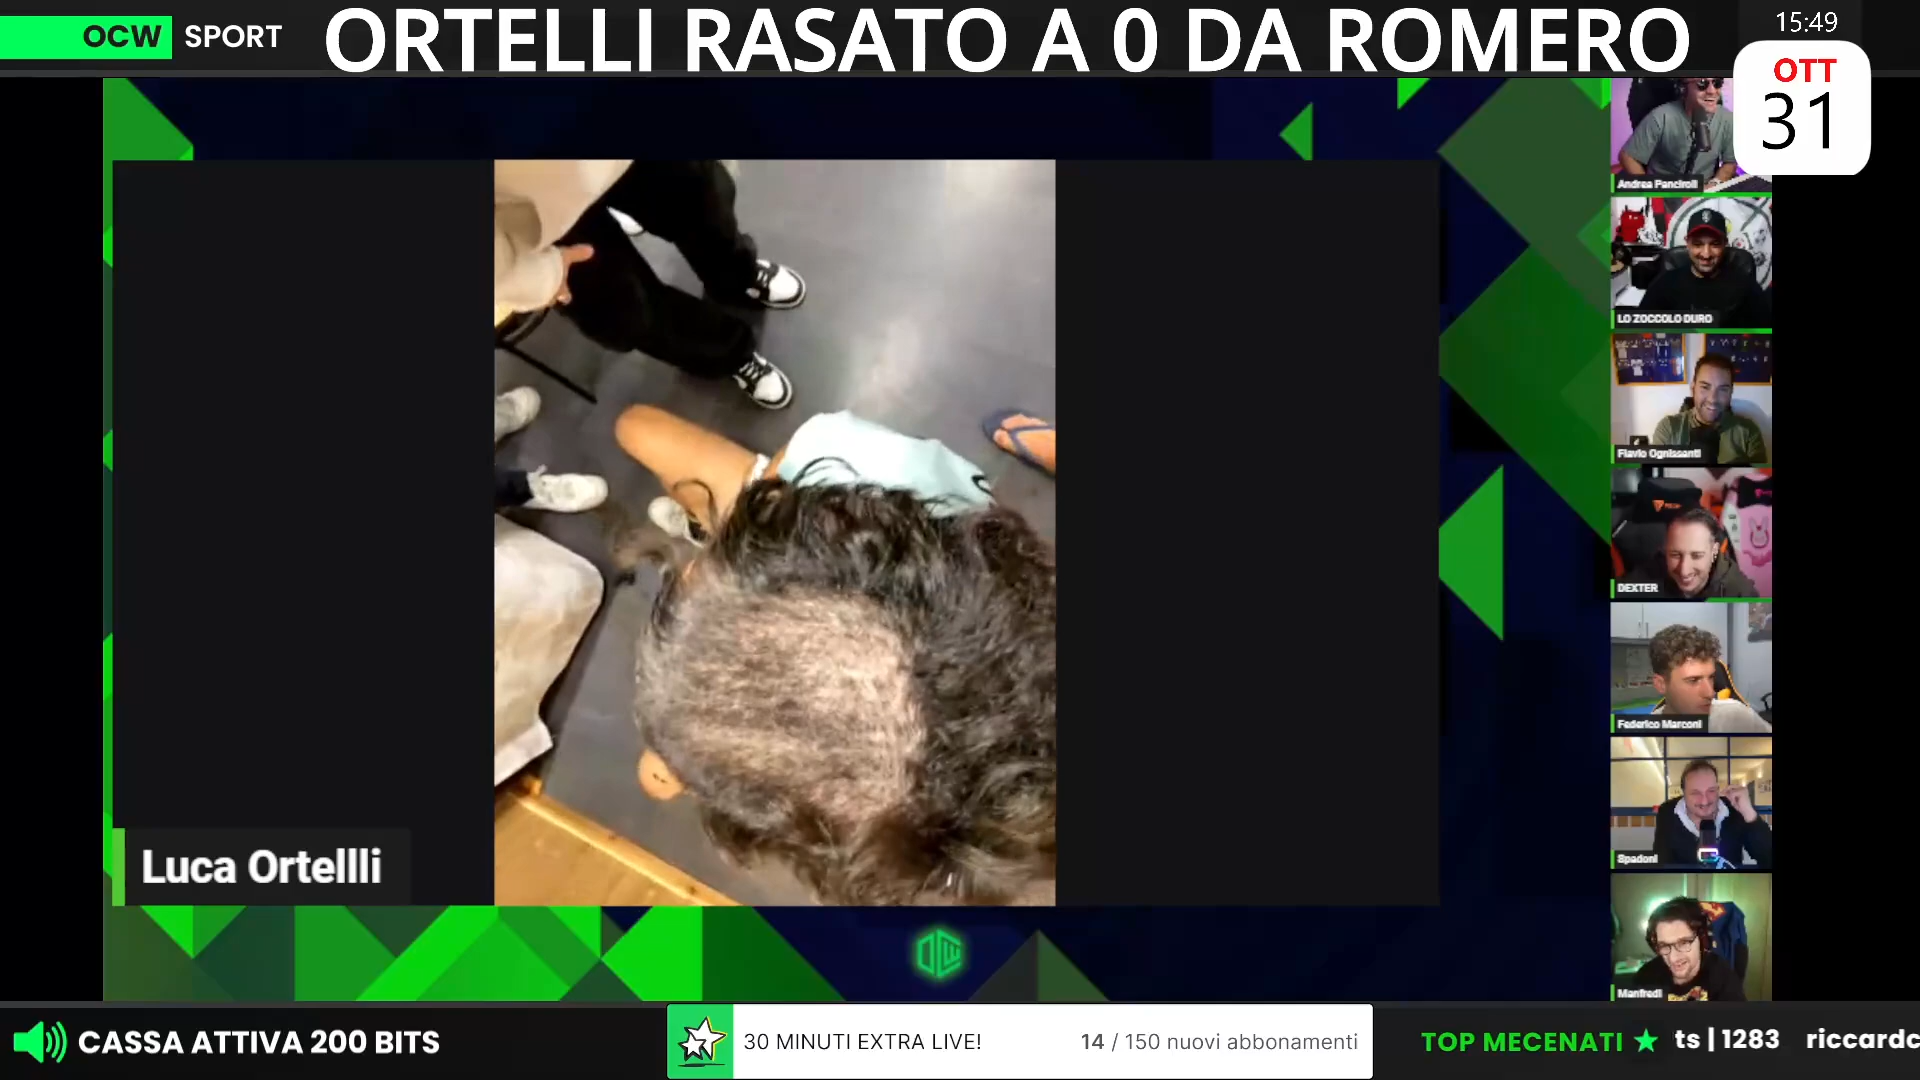 OCW SPORT
ORTELLI RASATO A 0 DA ROMERO
15:49
OTT
31
Andrea Panciroli
LO ZOCCOLO DURO
Flavio Ognissanti
DEXTER
Federico Marconi
Spadoni
Manfredi
Luca Ortellli
CASSA ATTIVA 200 BITS
30 MINUTI EXTRA LIVE!
14 / 150 nuovi abbonamenti
TOP MECENATI ★ ts | 1283 riccardc